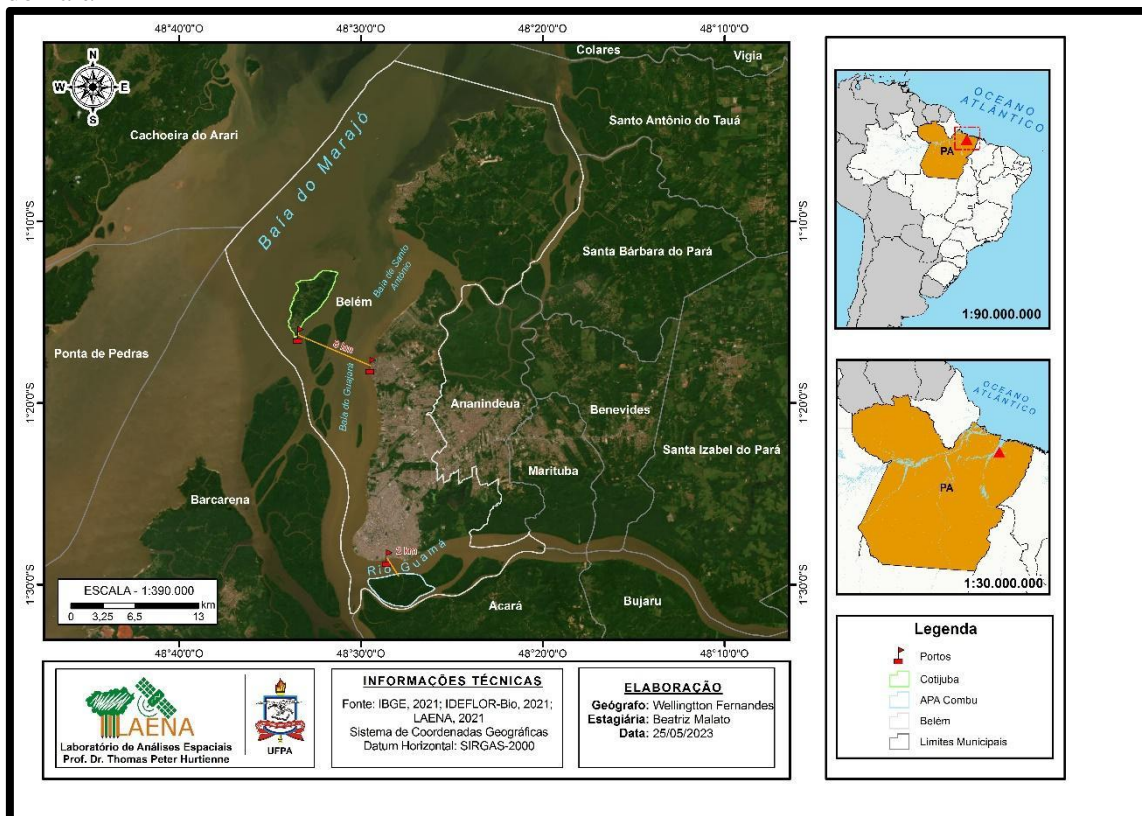 48°40'0"O
48°30'0"O
48°20'0"O
48°10'0"O
N
W
E
S
Colares
Vigia
Cachoeira do Arari
Santo Antônio do Tauá
Baía do Marajó
1°10'0"S
1°10'0"S
Santa Bárbara do Pará
Baía de Santo
Antônio
Belém
Ponta de Pedras
Baía do Guajará
1°20'0"S
1°20'0"S
Ananindeua
Benevides
Santa Izabel do Pará
Marituba
Barcarena
2 km
Rio Guamá
1°30'0"S
1°30'0"S
ESCALA - 1:390.000
km
0 3,25 6,5 13
Acará
Bujaru
48°40'0"O
48°30'0"O
48°20'0"O
48°10'0"O
OCEANO
ATLÂNTICO
PA
1:90.000.000
OCEANO
ATLÂNTICO
PA
1:30.000.000
Legenda
Portos
Cotijuba
APA Combu
Belém
Limites Municipais
LAENA
Laboratório de Análises Espaciais
Prof. Dr. Thomas Peter Hurtienne
UFPA
INFORMAÇÕES TÉCNICAS
Fonte: IBGE, 2021; IDEFLOR-Bio, 2021;
LAENA, 2021
Sistema de Coordenadas Geográficas
Datum Horizontal: SIRGAS-2000
ELABORAÇÃO
Geógrafo: Wellingtton Fernandes
Estagiária: Beatriz Malato
Data: 25/05/2023